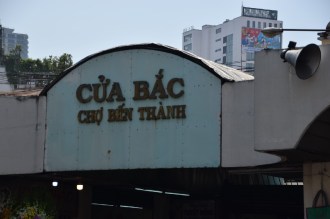 CỬA BẮC
CHỢ BẾN THÀNH